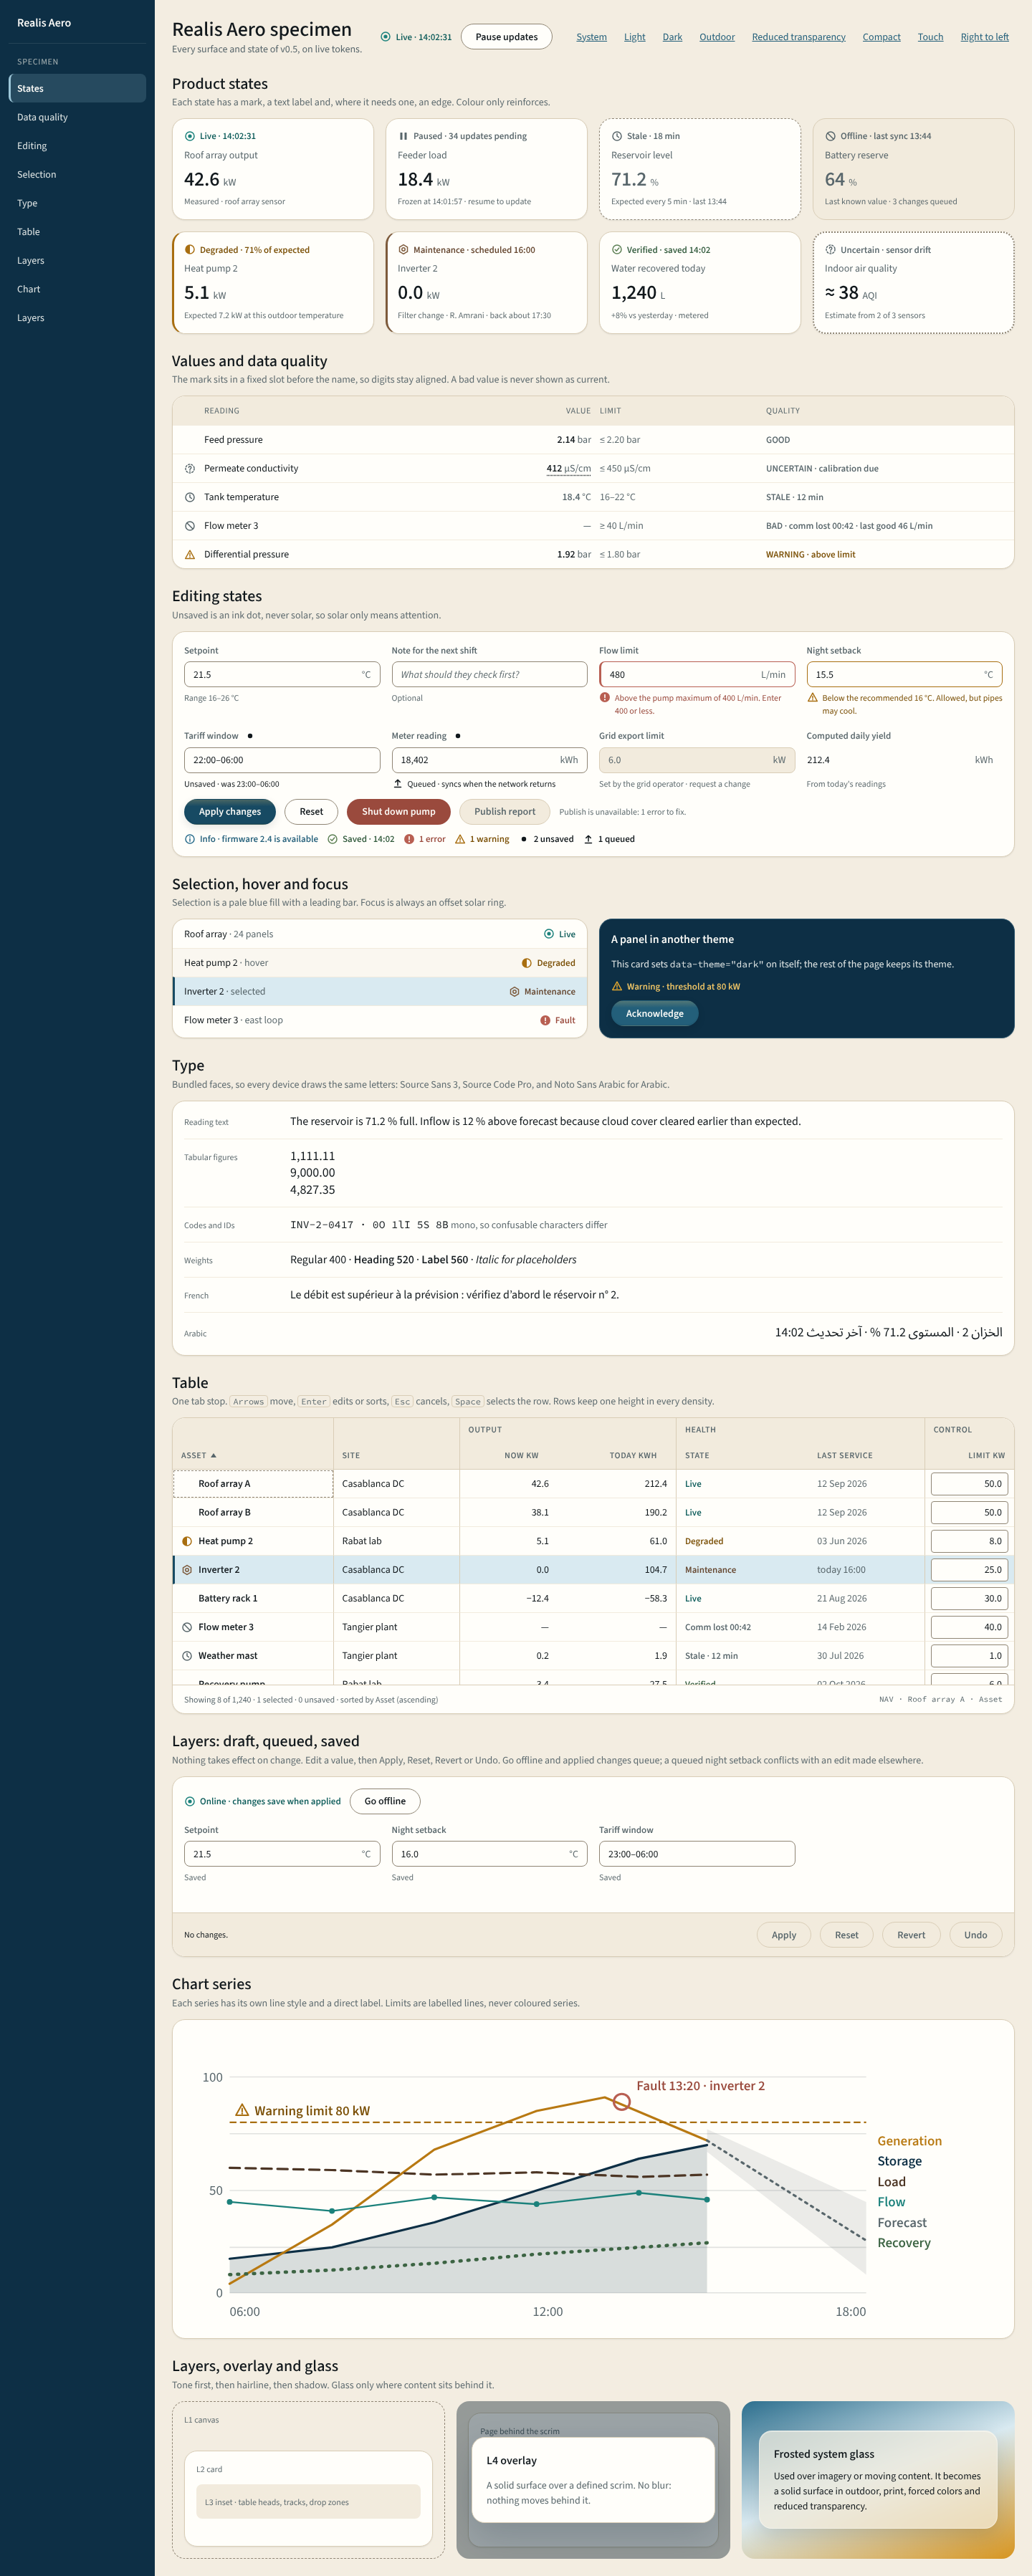 Realis Aero
SPECIMEN
States
Data quality
Editing
Selection
Type
Table
Layers
Chart
Layers
Realis Aero specimen
Every surface and state of v0.5, on live tokens.
Live · 14:02:31
Pause updates
System Light Dark Outdoor Reduced transparency Compact Touch Right to left
Product states
Each state has a mark, a text label and, where it needs one, an edge. Colour only reinforces.
Live · 14:02:31
Roof array output
42.6 kW
Measured · roof array sensor
Paused · 34 updates pending
Feeder load
18.4 kW
Frozen at 14:01:57 · resume to update
Stale · 18 min
Reservoir level
71.2 %
Expected every 5 min · last 13:44
Offline · last sync 13:44
Battery reserve
64 %
Last known value · 3 changes queued
Degraded · 71% of expected
Heat pump 2
5.1 kW
Expected 7.2 kW at this outdoor temperature
Maintenance · scheduled 16:00
Inverter 2
0.0 kW
Filter change · R. Amrani · back about 17:30
Verified · saved 14:02
Water recovered today
1,240 L
+8% vs yesterday · metered
Uncertain · sensor drift
Indoor air quality
≈ 38 AQI
Estimate from 2 of 3 sensors
Values and data quality
The mark sits in a fixed slot before the name, so digits stay aligned. A bad value is never shown as current.
READING VALUE LIMIT QUALITY
Feed pressure 2.14 bar ≤ 2.20 bar GOOD
Permeate conductivity 412 µS/cm ≤ 450 µS/cm UNCERTAIN · calibration due
Tank temperature 18.4 °C 16–22 °C STALE · 12 min
Flow meter 3 — ≥ 40 L/min BAD · comm lost 00:42 · last good 46 L/min
Differential pressure 1.92 bar ≤ 1.80 bar WARNING · above limit
Editing states
Unsaved is an ink dot, never solar, so solar only means attention.
Setpoint
21.5 °C
Range 16–26 °C
Note for the next shift
What should they check first?
Optional
Flow limit
480 L/min
Above the pump maximum of 400 L/min. Enter
400 or less.
Night setback
15.5 °C
Below the recommended 16 °C. Allowed, but pipes
may cool.
Tariff window
22:00–06:00
Unsaved · was 23:00–06:00
Meter reading
18,402 kWh
Queued · syncs when the network returns
Grid export limit
6.0 kW
Set by the grid operator · request a change
Computed daily yield
212.4 kWh
From today's readings
Apply changes Reset Shut down pump Publish report Publish is unavailable: 1 error to fix.
Info · firmware 2.4 is available Saved · 14:02 1 error 1 warning 2 unsaved 1 queued
Selection, hover and focus
Selection is a pale blue fill with a leading bar. Focus is always an offset solar ring.
Roof array · 24 panels Live
Heat pump 2 · hover Degraded
Inverter 2 · selected Maintenance
Flow meter 3 · east loop Fault
A panel in another theme
This card sets data-theme="dark" on itself; the rest of the page keeps its theme.
Warning · threshold at 80 kW
Acknowledge
Type
Bundled faces, so every device draws the same letters: Source Sans 3, Source Code Pro, and Noto Sans Arabic for Arabic.
Reading text The reservoir is 71.2 % full. Inflow is 12 % above forecast because cloud cover cleared earlier than expected.
Tabular figures 1,111.11
9,000.00
4,827.35
Codes and IDs INV-2-0417 · 0O 1lI 5S 8B mono, so confusable characters differ
Weights Regular 400 · Heading 520 · Label 560 · Italic for placeholders
French Le débit est supérieur à la prévision : vérifiez d’abord le réservoir n° 2.
Arabic الخزان 2 · المستوى 71.2 % · آخر تحديث 14:02
Table
One tab stop. Arrows move, Enter edits or sorts, Esc cancels, Space selects the row. Rows keep one height in every density.
OUTPUT HEALTH CONTROL
ASSET SITE NOW KW TODAY KWH STATE LAST SERVICE LIMIT KW
Roof array A Casablanca DC 42.6 212.4 Live 12 Sep 2026 50.0
Roof array B Casablanca DC 38.1 190.2 Live 12 Sep 2026 50.0
Heat pump 2 Rabat lab 5.1 61.0 Degraded 03 Jun 2026 8.0
Inverter 2 Casablanca DC 0.0 104.7 Maintenance today 16:00 25.0
Battery rack 1 Casablanca DC −12.4 −58.3 Live 21 Aug 2026 30.0
Flow meter 3 Tangier plant — — Comm lost 00:42 14 Feb 2026 40.0
Weather mast Tangier plant 0.2 1.9 Stale · 12 min 30 Jul 2026 1.0
Recovery pump Rabat lab 3.4 27.5 Verified 02 Oct 2026 6.0
Showing 8 of 1,240 · 1 selected · 0 unsaved · sorted by Asset (ascending) NAV · Roof array A · Asset
Layers: draft, queued, saved
Nothing takes effect on change. Edit a value, then Apply, Reset, Revert or Undo. Go offline and applied changes queue; a queued night setback conflicts with an edit made elsewhere.
Online · changes save when applied Go offline
Setpoint
21.5 °C
Saved
Night setback
16.0 °C
Saved
Tariff window
23:00–06:00
Saved
No changes. Apply Reset Revert Undo
Chart series
Each series has its own line style and a direct label. Limits are labelled lines, never coloured series.
100
50
0
06:00 12:00 18:00
Fault 13:20 · inverter 2
Warning limit 80 kW
Generation
Storage
Load
Flow
Forecast
Recovery
Layers, overlay and glass
Tone first, then hairline, then shadow. Glass only where content sits behind it.
L1 canvas
L2 card
L3 inset · table heads, tracks, drop zones
Page behind the scrim
L4 overlay
A solid surface over a defined scrim. No blur:
nothing moves behind it.
Frosted system glass
Used over imagery or moving content. It becomes
a solid surface in outdoor, print, forced colors and
reduced transparency.